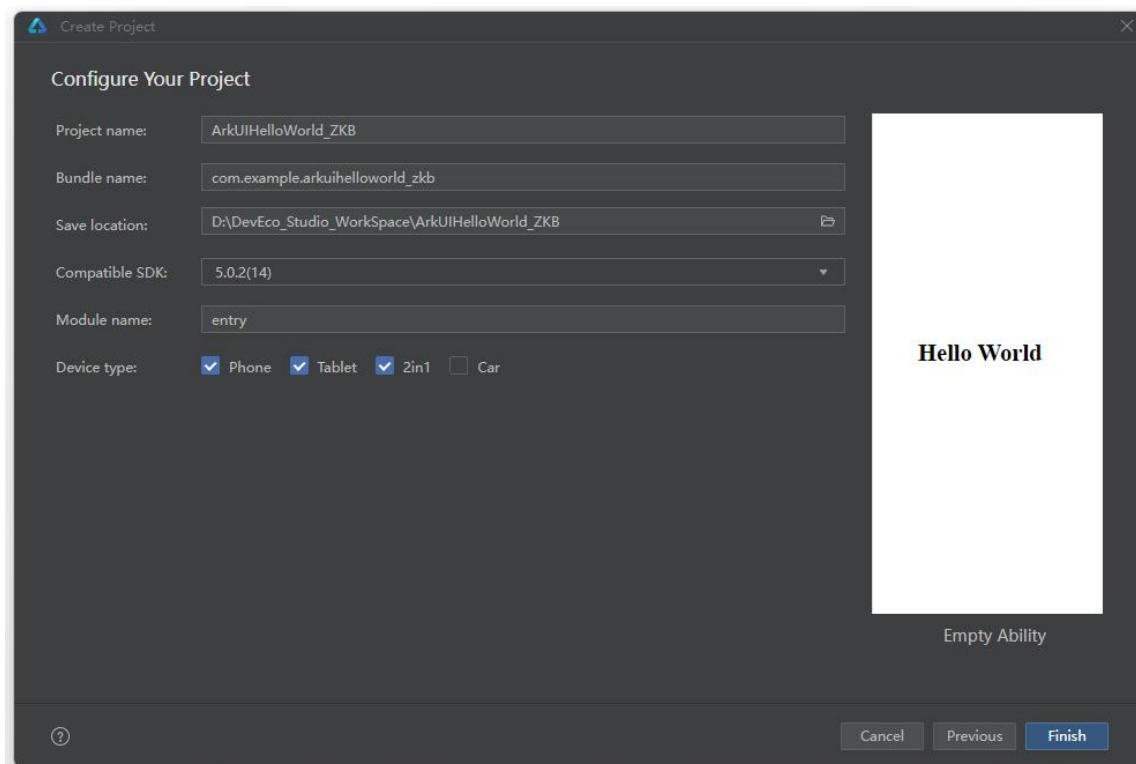 Create Project
Configure Your Project
Project name: ArkUIHelloWorld_ZKB
Bundle name: com.example.arkuihelloworld_zkb
Save location: D:\DevEco_Studio_WorkSpace\ArkUIHelloWorld_ZKB
Compatible SDK: 5.0.2(14)
Module name: entry
Device type: Phone Tablet 2in1 Car
Hello World
Empty Ability
Cancel Previous Finish